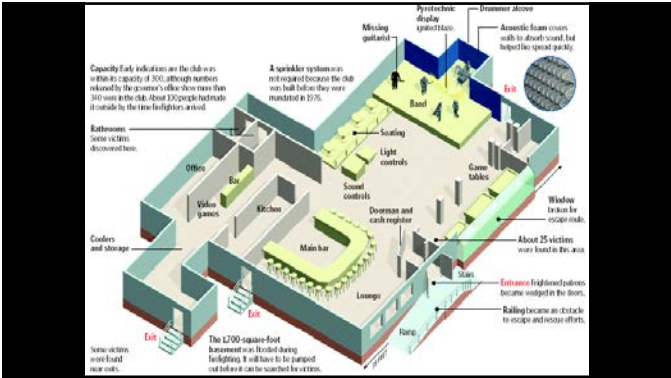 Missing
guitarist
Pyrotechnic
display
ignited blaze.
Drummer alcove
Acoustic foam covers
walls to absorb sound, but
helped fire spread quickly.
Exit
Capacity Early indications are the club was
within its capacity of 300, although numbers
released by the governor's office show more than
340 were in the club. About 100 people had made
it outside by the time firefighters arrived.
A sprinkler system was
not required because the club
was built before they were
mandated in 1976.
Band
Bathrooms
Some victims
discovered here.
Seating
Light
controls
Sound
controls
Game
tables
Office
Bar
Video
games
Kitchen
Doorman and
cash register
Window
broken for
escape route.
Coolers
and storage
Main bar
About 25 victims
were found in this area.
Lounge
Stairs
Entrance Frightened patrons
became wedged in the doors.
Railing became an obstacle
to escape and rescue efforts.
Ramp
Exit
Exit
Some victims
were found
near exits.
The 1,700-square-foot
basement was flooded during
firefighting. It will have to be pumped
out before it can be searched for victims.
FEET